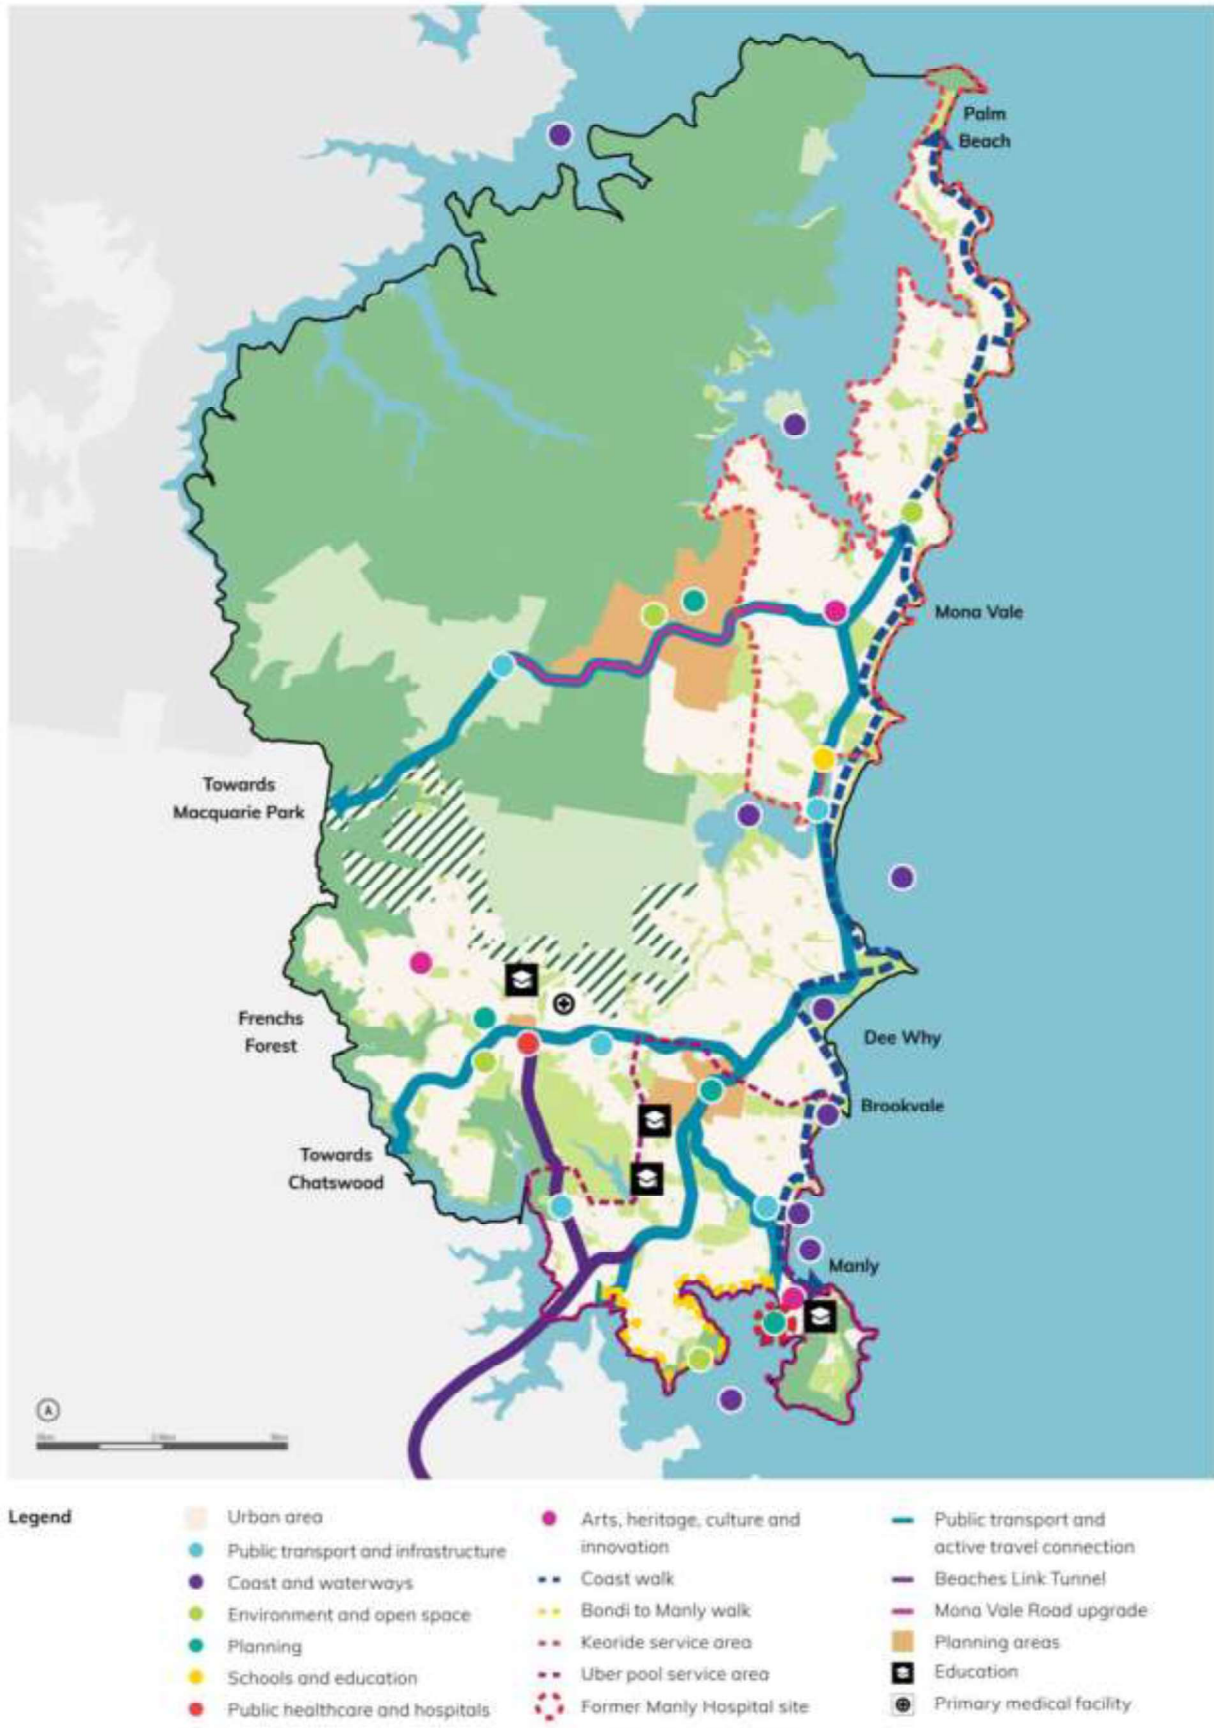 Palm
Beach
Mona Vale
Towards
Macquarie Park
Frenchs
Forest
Dee Why
Brookvale
Towards
Chatswood
Manly
A
Legend
Urban area
Public transport and infrastructure
Coast and waterways
Environment and open space
Planning
Schools and education
Public healthcare and hospitals
Arts, heritage, culture and
innovation
Coast walk
Bondi to Manly walk
Keoride service area
Uber pool service area
Former Manly Hospital site
Public transport and
active travel connection
Beaches Link Tunnel
Mona Vale Road upgrade
Planning areas
Education
Primary medical facility